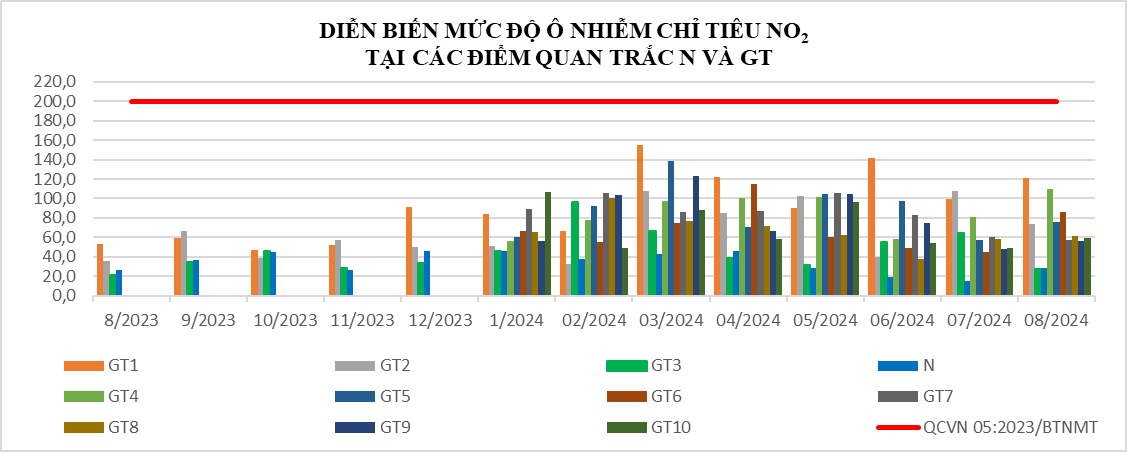 DIỄN BIẾN MỨC ĐỘ Ô NHIỄM CHỈ TIÊU NO₂
TẠI CÁC ĐIỂM QUAN TRẮC N VÀ GT
220,0
200,0
180,0
160,0
140,0
120,0
100,0
80,0
60,0
40,0
20,0
0,0
8/2023 9/2023 10/2023 11/2023 12/2023 1/2024 02/2024 03/2024 04/2024 05/2024 06/2024 07/2024 08/2024
GT1 GT2 GT3 N
GT4 GT5 GT6 GT7
GT8 GT9 GT10 QCVN 05:2023/BTNMT